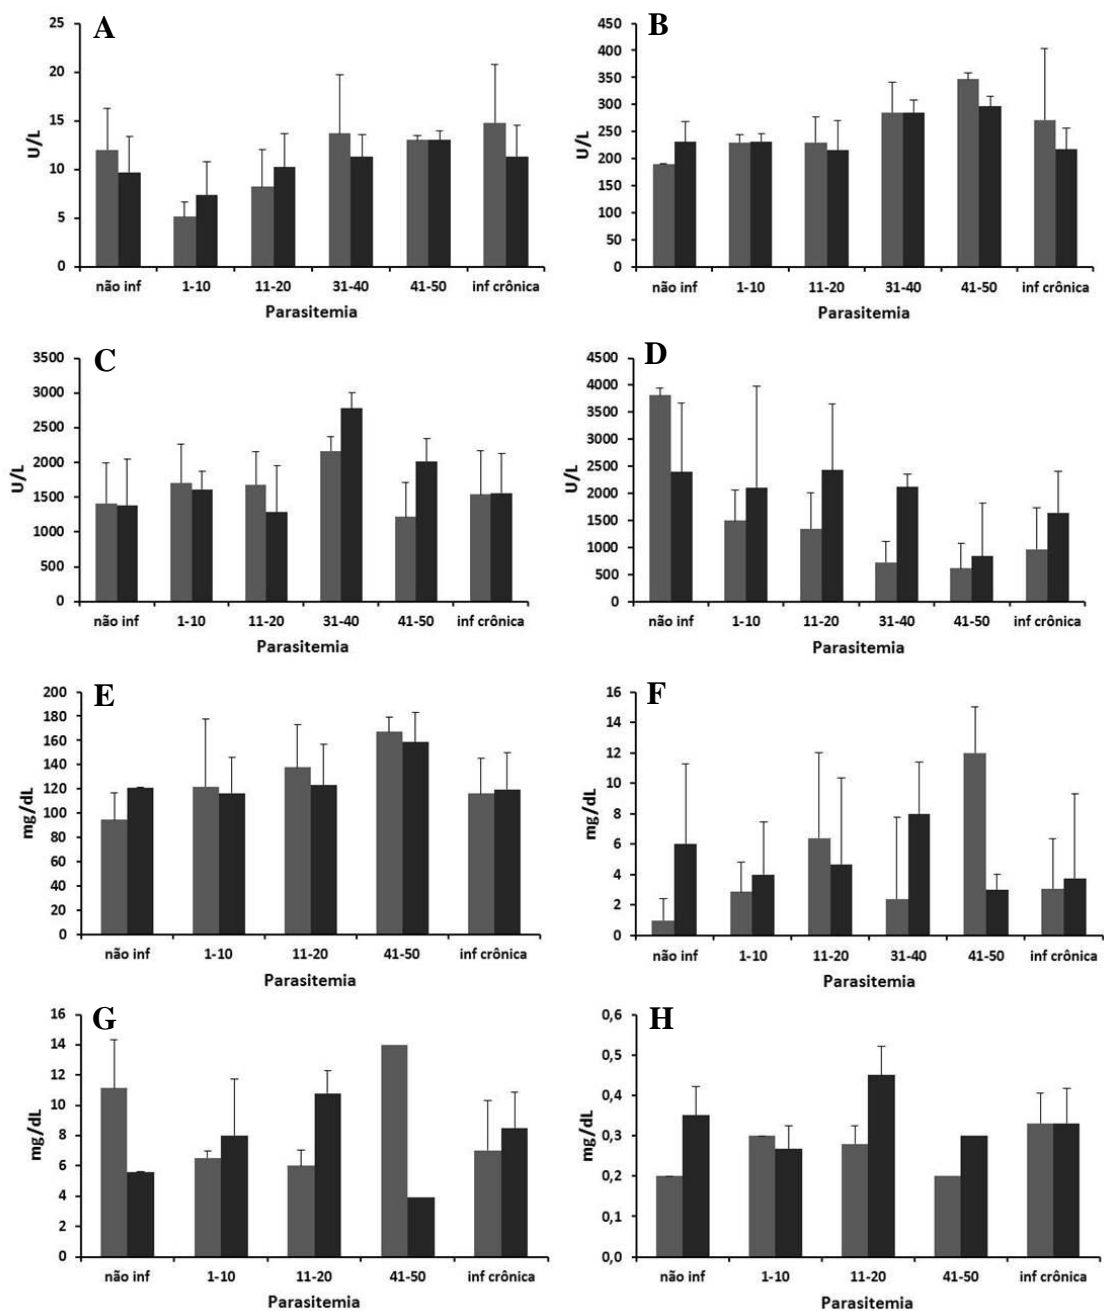 A
25
20
15
10
5
0
U/L
não inf 1-10 11-20 31-40 41-50 inf crônica
Parasitemia
B
450
400
350
300
250
200
150
100
50
0
U/L
não inf 1-10 11-20 31-40 41-50 inf crônica
Parasitemia
C
3500
3000
2500
2000
1500
1000
500
0
U/L
não inf 1-10 11-20 31-40 41-50 inf crônica
Parasitemia
D
4500
4000
3500
3000
2500
2000
1500
1000
500
0
U/L
não inf 1-10 11-20 31-40 41-50 inf crônica
Parasitemia
E
200
180
160
140
120
100
80
60
40
20
0
mg/dL
não inf 1-10 11-20 41-50 inf crônica
Parasitemia
F
16
14
12
10
8
6
4
2
0
mg/dL
não inf 1-10 11-20 31-40 41-50 inf crônica
Parasitemia
G
16
14
12
10
8
6
4
2
0
mg/dL
não inf 1-10 11-20 41-50 inf crônica
Parasitemia
H
0,6
0,5
0,4
0,3
0,2
0,1
0,0
mg/dL
não inf 1-10 11-20 41-50 inf crônica
Parasitemia